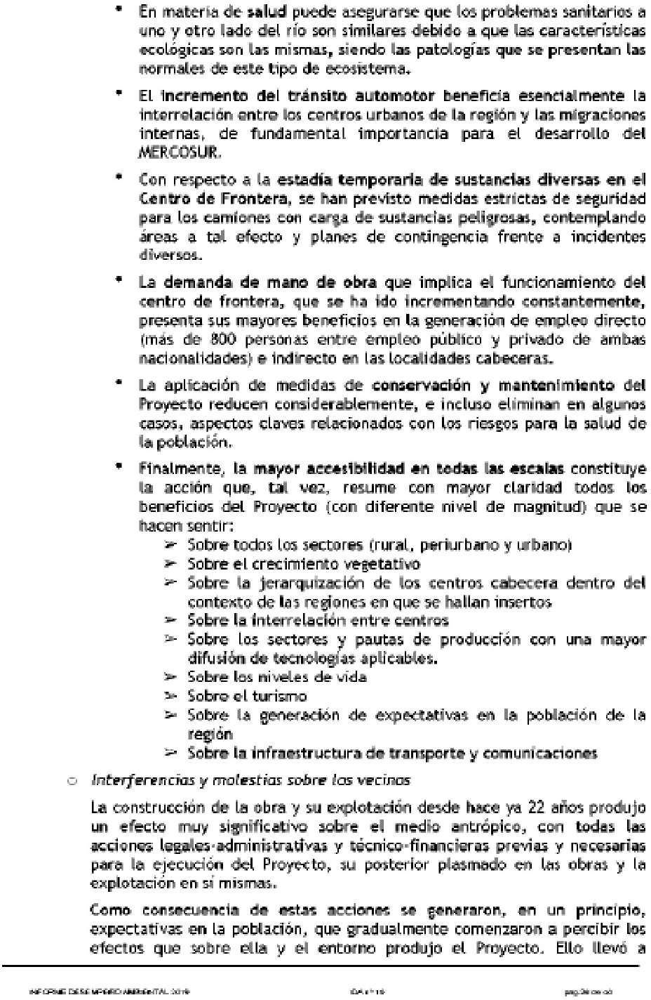 • En materia de salud puede asegurarse que los problemas sanitarios a
uno y otro lado del río son similares debido a que las características
ecológicas son las mismas, siendo las patologías que se presentan las
normales de este tipo de ecosistema.
• El incremento del tránsito automotor beneficia esencialmente la
interrelación entre los centros urbanos de la región y las migraciones
internas, de fundamental importancia para el desarrollo del
MERCOSUR.
• Con respecto a la estadía temporaria de sustancias diversas en el
Centro de Frontera, se han previsto medidas estrictas de seguridad
para los camiones con carga de sustancias peligrosas, contemplando
áreas a tal efecto y planes de contingencia frente a incidentes
diversos.
• La demanda de mano de obra que implica el funcionamiento del
centro de frontera, que se ha ido incrementando constantemente,
presenta sus mayores beneficios en la generación de empleo directo
(más de 800 personas entre empleo público y privado de ambas
nacionalidades) e indirecto en las localidades cabeceras.
• La aplicación de medidas de conservación y mantenimiento del
Proyecto reducen considerablemente, e incluso eliminan en algunos
casos, aspectos claves relacionados con los riesgos para la salud de
la población.
• Finalmente, la mayor accesibilidad en todas las escalas constituye
la acción que, tal vez, resume con mayor claridad todos los
beneficios del Proyecto (con diferente nivel de magnitud) que se
hacen sentir:
➢ Sobre todos los sectores (rural, periurbano y urbano)
➢ Sobre el crecimiento vegetativo
➢ Sobre la jerarquización de los centros cabecera dentro del
contexto de las regiones en que se hallan insertos
➢ Sobre la interrelación entre centros
➢ Sobre los sectores y pautas de producción con una mayor
difusión de tecnologías aplicables.
➢ Sobre los niveles de vida
➢ Sobre el turismo
➢ Sobre la generación de expectativas en la población de la
región
➢ Sobre la infraestructura de transporte y comunicaciones
○ Interferencias y molestias sobre los vecinos
La construcción de la obra y su explotación desde hace ya 22 años produjo
un efecto muy significativo sobre el medio antrópico, con todas las
acciones legales-administrativas y técnico-financieras previas y necesarias
para la ejecución del Proyecto, su posterior plasmado en las obras y la
explotación en sí mismas.
Como consecuencia de estas acciones se generaron, en un principio,
expectativas en la población, que gradualmente comenzaron a percibir los
efectos que sobre ella y el entorno produjo el Proyecto. Ello llevó a
INFORME DESEMPEÑO AMBIENTAL 2019